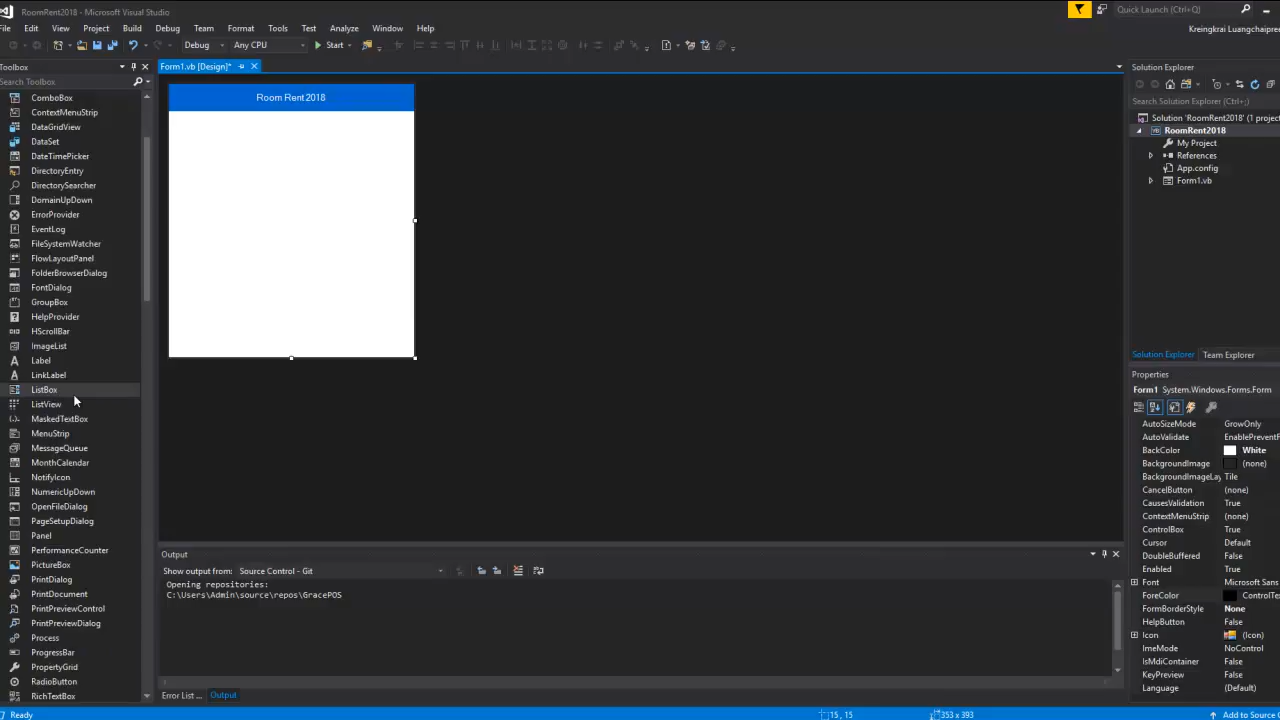 RoomRent2018 - Microsoft Visual Studio
Quick Launch (Ctrl+Q)
File Edit View Project Build Debug Team Format Tools Test Analyze Window Help
Kreingkrai Luangchaipree
Debug Any CPU Start
Toolbox
Search Toolbox
ComboBox
ContextMenuStrip
DataGridView
DataSet
DateTimePicker
DirectoryEntry
DirectorySearcher
DomainUpDown
ErrorProvider
EventLog
FileSystemWatcher
FlowLayoutPanel
FolderBrowserDialog
FontDialog
GroupBox
HelpProvider
HScrollBar
ImageList
Label
LinkLabel
ListBox
ListView
MaskedTextBox
MenuStrip
MessageQueue
MonthCalendar
NotifyIcon
NumericUpDown
OpenFileDialog
PageSetupDialog
Panel
PerformanceCounter
PictureBox
PrintDialog
PrintDocument
PrintPreviewControl
PrintPreviewDialog
Process
ProgressBar
PropertyGrid
RadioButton
RichTextBox
Form1.vb [Design]*
Room Rent 2018
Output
Show output from: Source Control - Git
Opening repositories:
C:\Users\Admin\source\repos\GracePOS
Error List ... Output
Solution Explorer
Search Solution Explorer (Ctrl+;)
Solution 'RoomRent2018' (1 project
RoomRent2018
My Project
References
App.config
Form1.vb
Solution Explorer Team Explorer
Properties
Form1 System.Windows.Forms.Form
AutoSizeMode GrowOnly
AutoValidate EnablePreventF
BackColor White
BackgroundImage (none)
BackgroundImageLay Tile
CancelButton (none)
CausesValidation True
ContextMenuStrip (none)
ControlBox True
Cursor Default
DoubleBuffered False
Enabled True
Font Microsoft Sans
ForeColor ControlTex
FormBorderStyle None
HelpButton False
Icon (Icon)
ImeMode NoControl
IsMdiContainer False
KeyPreview False
Language (Default)
Ready 15, 15 353 x 393 Add to Source C